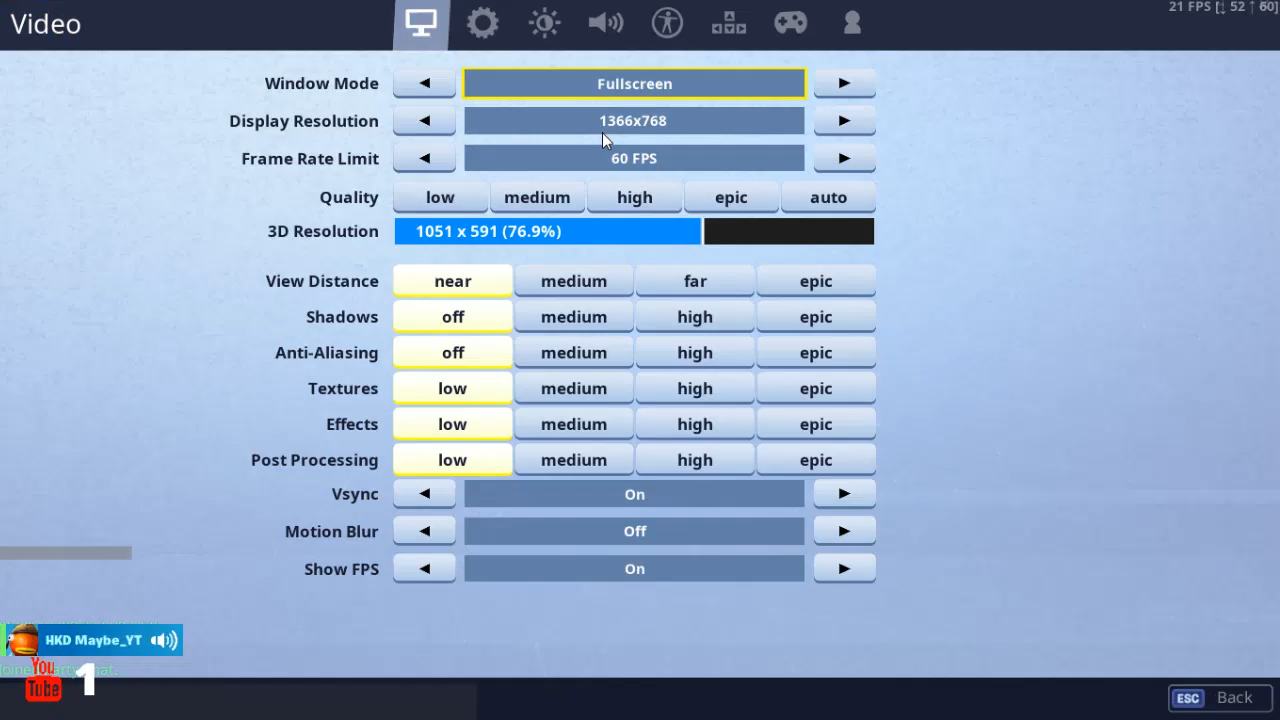 Video
21 FPS [↓ 52 ↑ 60]
Window Mode ◄ Fullscreen ►
Display Resolution ◄ 1366x768 ►
Frame Rate Limit ◄ 60 FPS ►
Quality low medium high epic auto
3D Resolution 1051 x 591 (76.9%)
View Distance near medium far epic
Shadows off medium high epic
Anti-Aliasing off medium high epic
Textures low medium high epic
Effects low medium high epic
Post Processing low medium high epic
Vsync ◄ On ►
Motion Blur ◄ Off ►
Show FPS ◄ On ►
HKD Maybe_YT
You
Tube 1
ESC Back